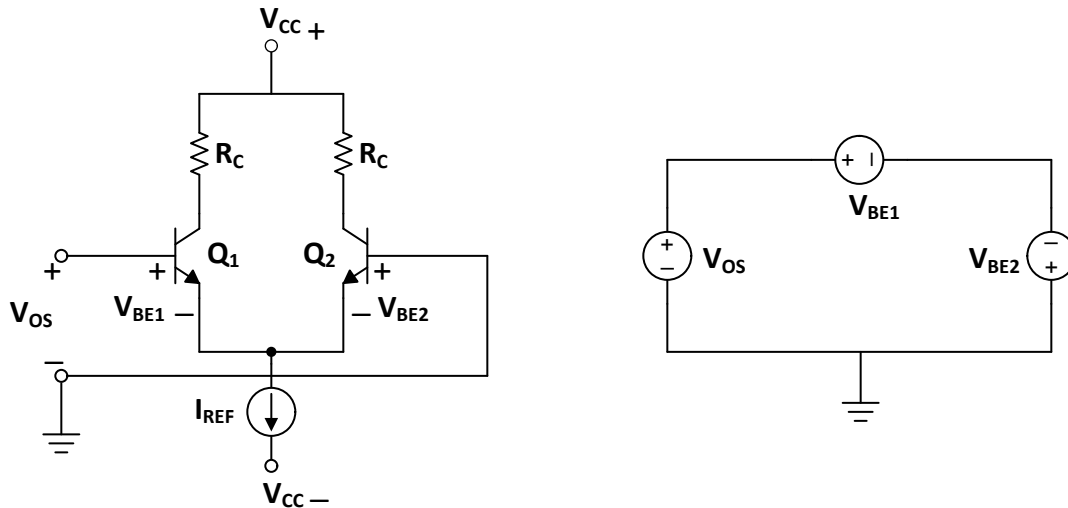 VCC +
RC
RC
+ −
VBE1
+ −
VOS
− +
VBE2
Q1
Q2
+
+
+
VOS
VBE1 −
− VBE2
−
IREF
VCC −